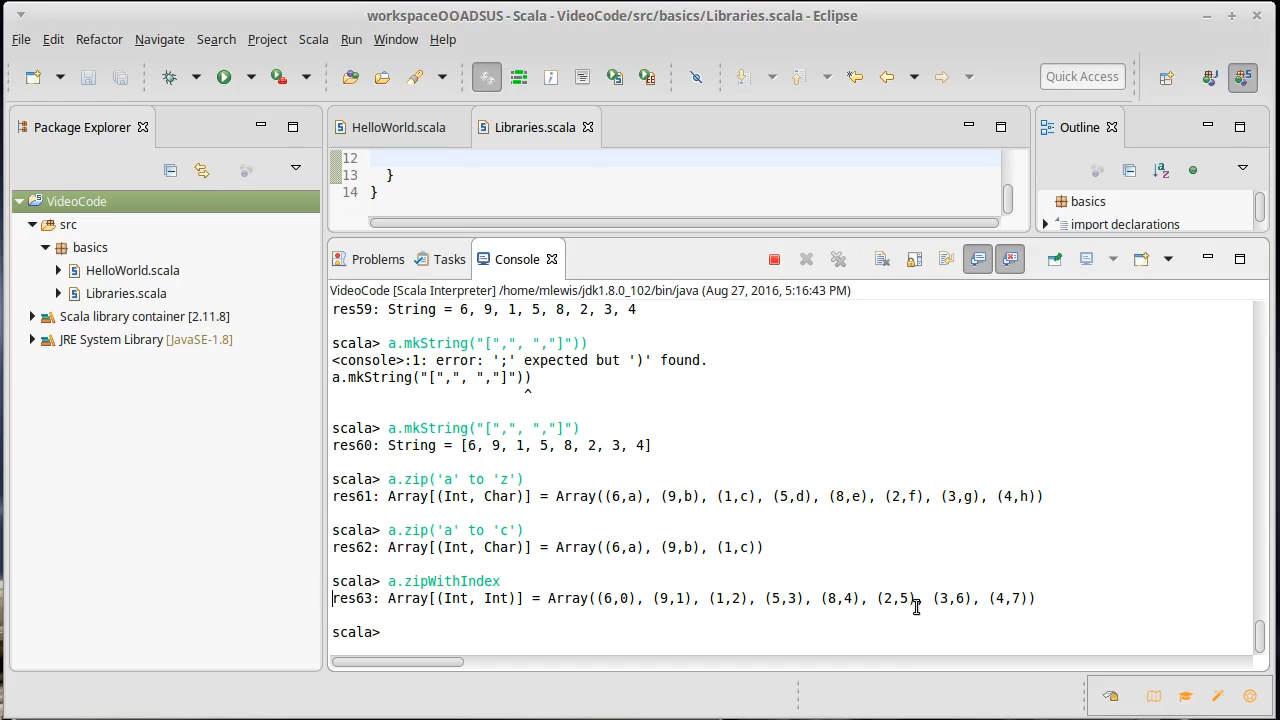 workspaceOOADSUS - Scala - VideoCode/src/basics/Libraries.scala - Eclipse
File Edit Refactor Navigate Search Project Scala Run Window Help
Quick Access
Package Explorer
HelloWorld.scala
Libraries.scala
Outline
12
13 }
14 }
VideoCode
src
basics
HelloWorld.scala
Libraries.scala
Scala library container [2.11.8]
JRE System Library [JavaSE-1.8]
basics
import declarations
Problems Tasks Console
VideoCode [Scala Interpreter] /home/mlewis/jdk1.8.0_102/bin/java (Aug 27, 2016, 5:16:43 PM)
res59: String = 6, 9, 1, 5, 8, 2, 3, 4
scala> a.mkString("[",", ","]"))
<console>:1: error: ';' expected but ')' found.
a.mkString("[",", ","]"))
^
scala> a.mkString("[",", ","]")
res60: String = [6, 9, 1, 5, 8, 2, 3, 4]
scala> a.zip('a' to 'z')
res61: Array[(Int, Char)] = Array((6,a), (9,b), (1,c), (5,d), (8,e), (2,f), (3,g), (4,h))
scala> a.zip('a' to 'c')
res62: Array[(Int, Char)] = Array((6,a), (9,b), (1,c))
scala> a.zipWithIndex
res63: Array[(Int, Int)] = Array((6,0), (9,1), (1,2), (5,3), (8,4), (2,5), (3,6), (4,7))
scala>